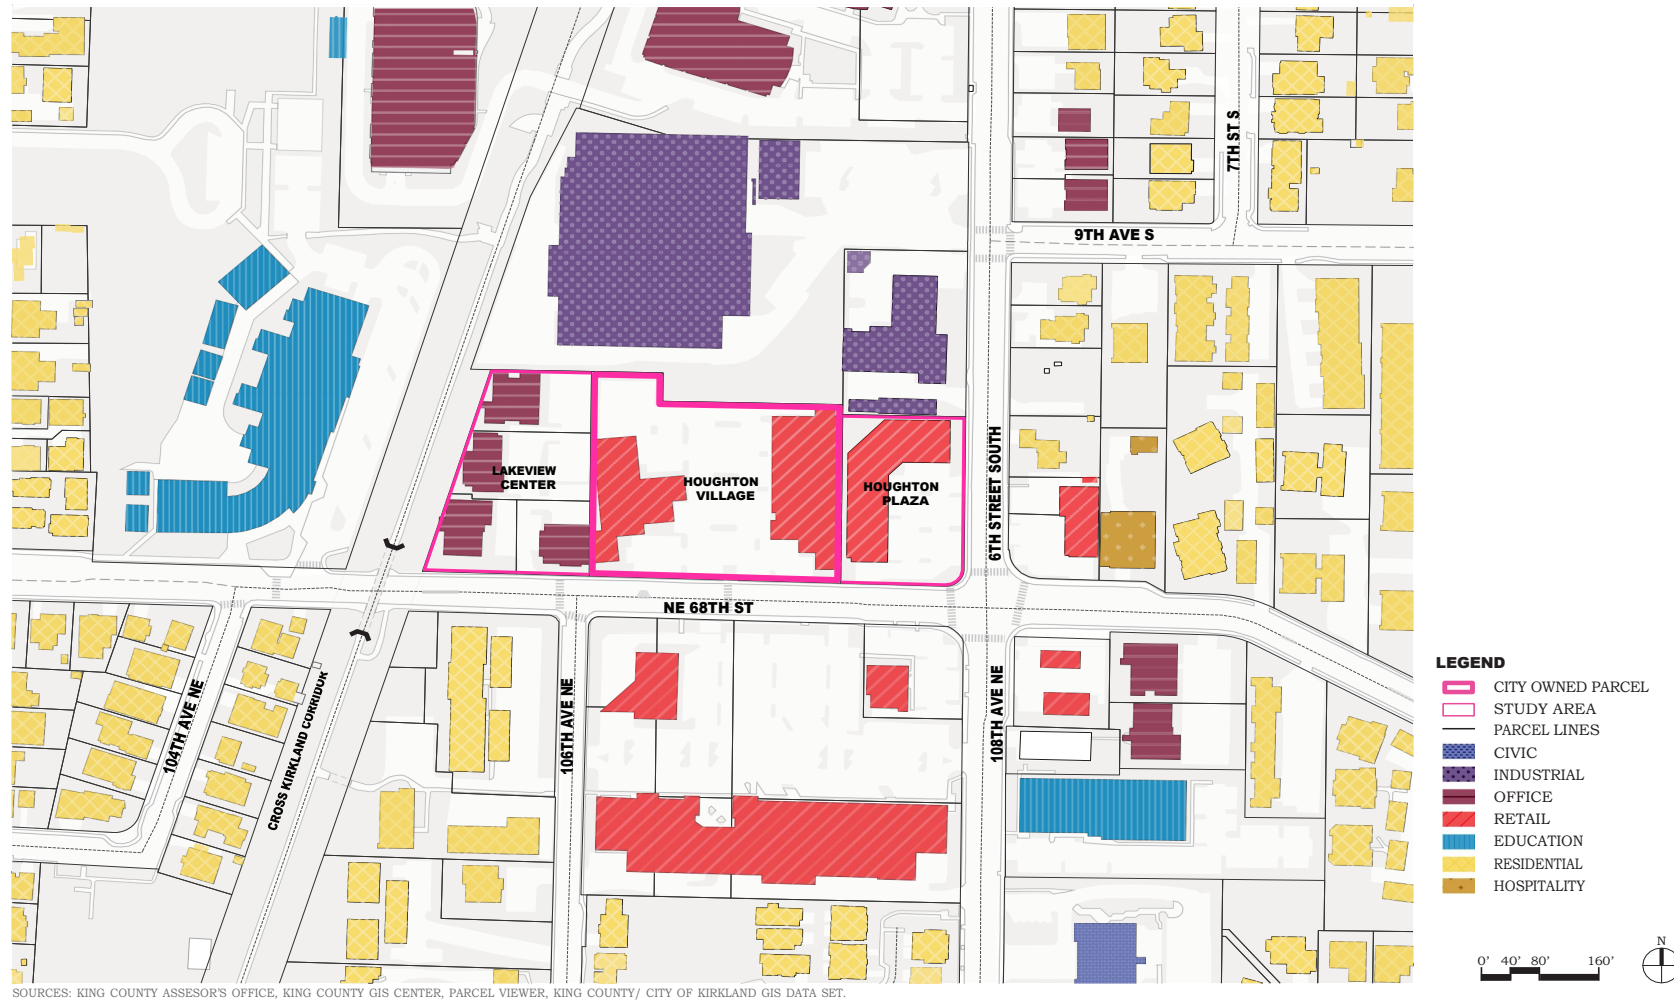 7TH ST S
9TH AVE S
6TH STREET SOUTH
LAKEVIEW
CENTER
HOUGHTON
VILLAGE
HOUGHTON
PLAZA
NE 68TH ST
104TH AVE NE
CROSS KIRKLAND CORRIDOR
106TH AVE NE
108TH AVE NE
LEGEND
CITY OWNED PARCEL
STUDY AREA
PARCEL LINES
CIVIC
INDUSTRIAL
OFFICE
RETAIL
EDUCATION
RESIDENTIAL
HOSPITALITY
N
0' 40' 80' 160'
SOURCES: KING COUNTY ASSESOR'S OFFICE, KING COUNTY GIS CENTER, PARCEL VIEWER, KING COUNTY/ CITY OF KIRKLAND GIS DATA SET.